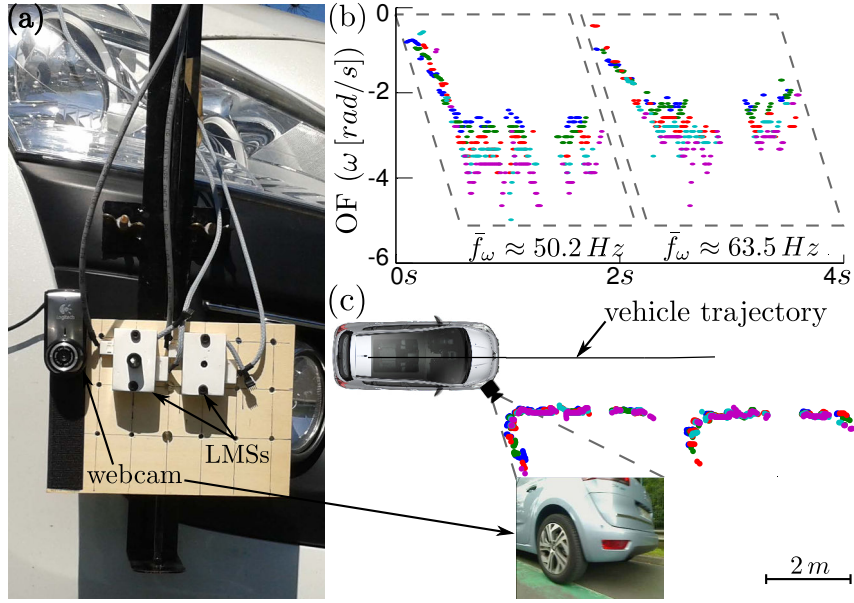 (a)
Logitech
LMSs
webcam
(b)
OF (ω [rad/s])
0
-2
-4
-6
0s
2s
4s
f̄ω ≈ 50.2 Hz
f̄ω ≈ 63.5 Hz
(c)
vehicle trajectory
2 m